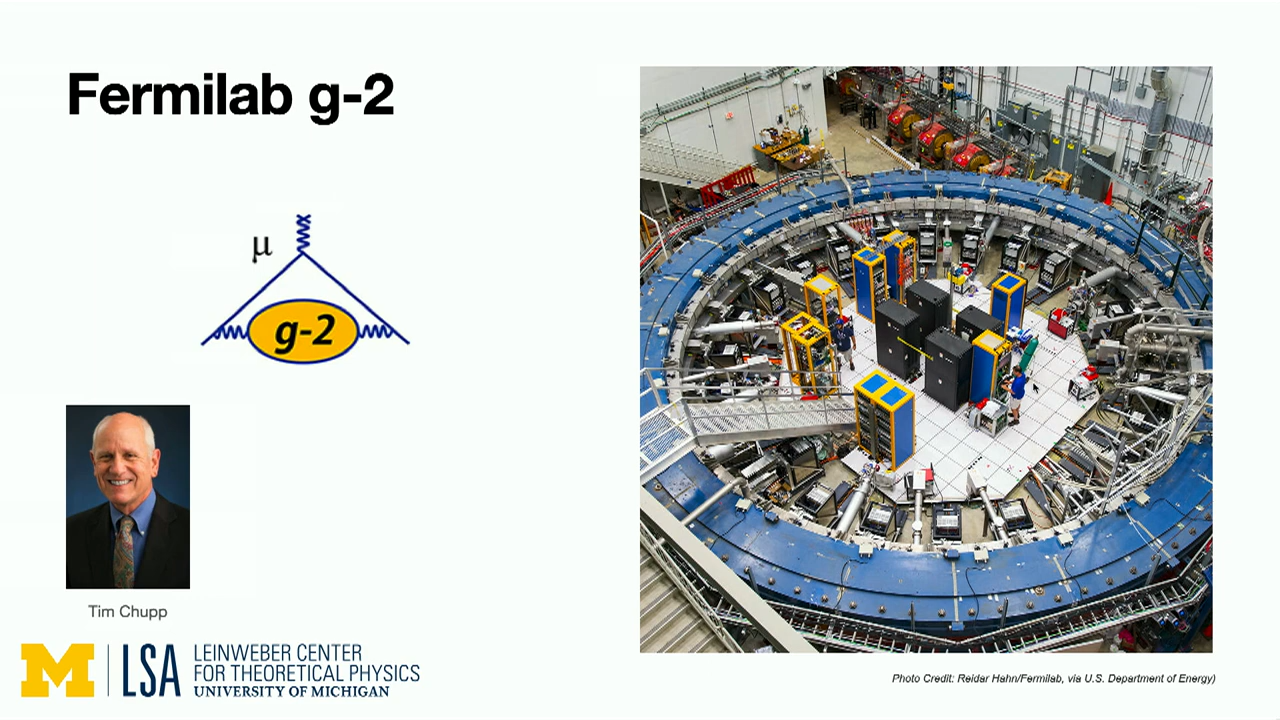 Fermilab g-2
μ
g-2
Tim Chupp
M
LSA
LEINWEBER CENTER
FOR THEORETICAL PHYSICS
UNIVERSITY OF MICHIGAN
Photo Credit: Reidar Hahn/Fermilab, via U.S. Department of Energy)